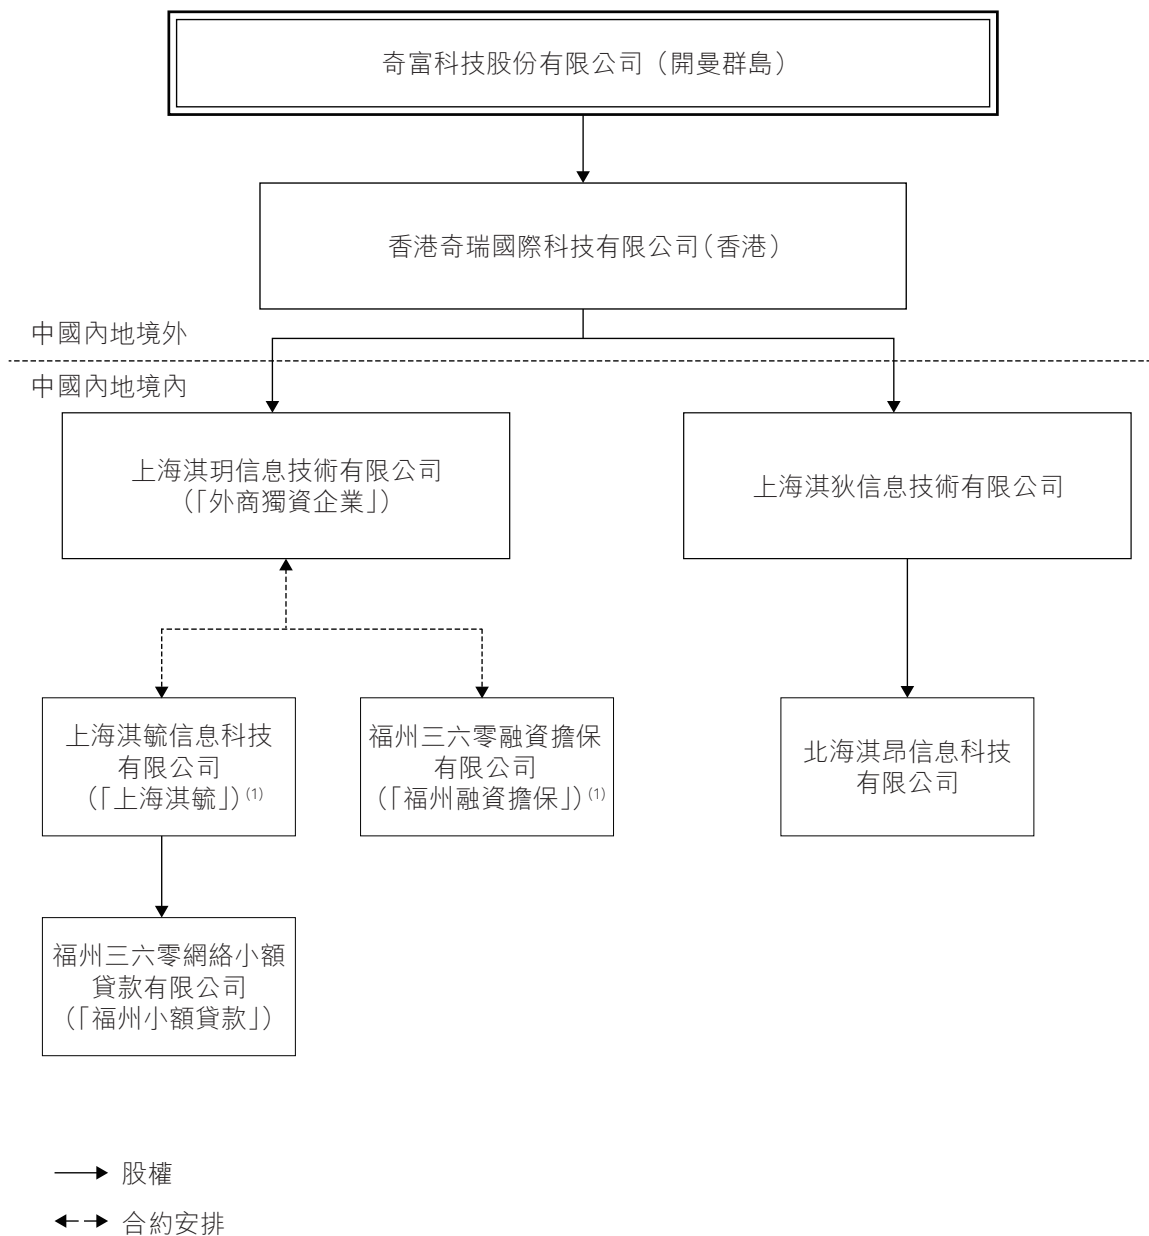 奇富科技股份有限公司（開曼群島）
香港奇瑞國際科技有限公司（香港）
中國內地境外
中國內地境內
上海淇玥信息技術有限公司
（「外商獨資企業」）
上海淇狄信息技術有限公司
上海淇毓信息科技
有限公司
（「上海淇毓」）(1)
福州三六零融資擔保
有限公司
（「福州融資擔保」）(1)
北海淇昂信息科技
有限公司
福州三六零網絡小額
貸款有限公司
（「福州小額貸款」）
股權
合約安排